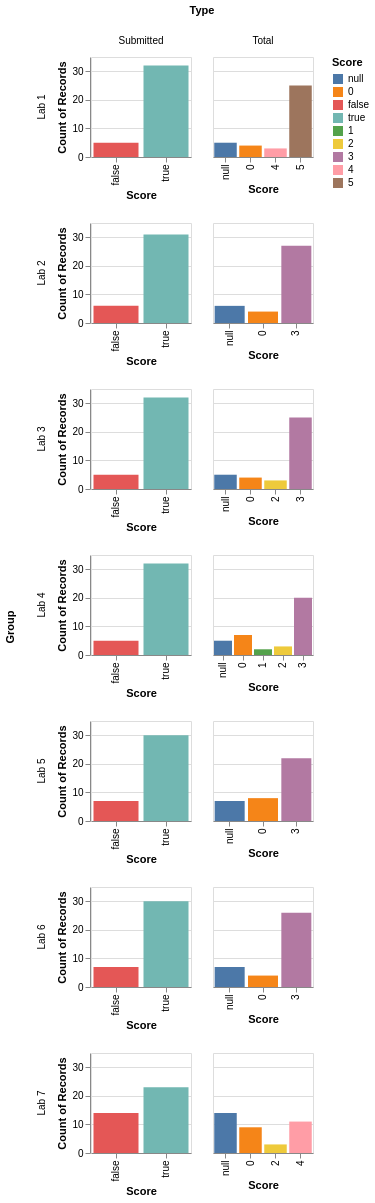 Type
Submitted
Total
Score
null
0
false
true
1
2
3
4
5
Group
Lab 1
Count of Records
30
20
10
0
false
true
Score
null
0
4
5
Score
Lab 2
Count of Records
30
20
10
0
false
true
Score
null
0
3
Score
Lab 3
Count of Records
30
20
10
0
false
true
Score
null
0
2
3
Score
Lab 4
Count of Records
30
20
10
0
false
true
Score
null
0
1
2
3
Score
Lab 5
Count of Records
30
20
10
0
false
true
Score
null
0
3
Score
Lab 6
Count of Records
30
20
10
0
false
true
Score
null
0
3
Score
Lab 7
Count of Records
30
20
10
0
false
true
Score
null
0
2
4
Score